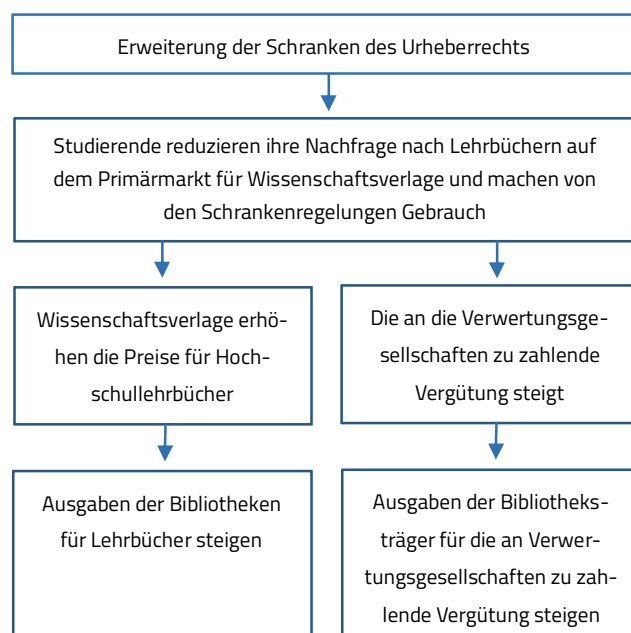 Erweiterung der Schranken des Urheberrechts
Studierende reduzieren ihre Nachfrage nach Lehrbüchern auf
dem Primärmarkt für Wissenschaftsverlage und machen von
den Schrankenregelungen Gebrauch
Wissenschaftsverlage erhö-
hen die Preise für Hoch-
schullehrbücher
Die an die Verwertungsge-
sellschaften zu zahlende
Vergütung steigt
Ausgaben der Bibliotheken
für Lehrbücher steigen
Ausgaben der Bibliotheks-
träger für die an Verwer-
tungsgesellschaften zu zah-
lende Vergütung steigen